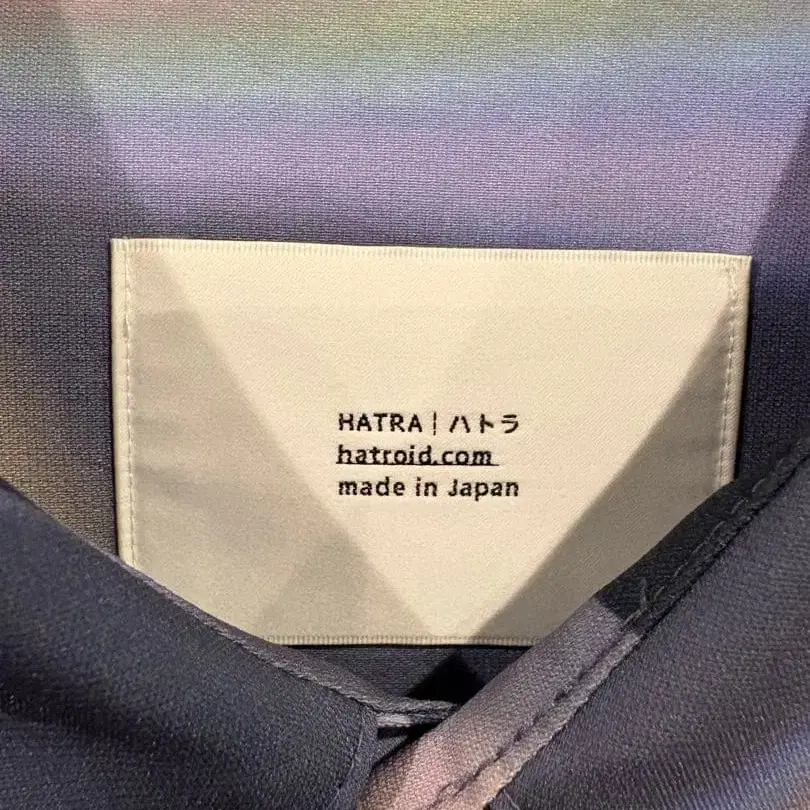 HATRA | ハトラ
hatroid.com
made in Japan